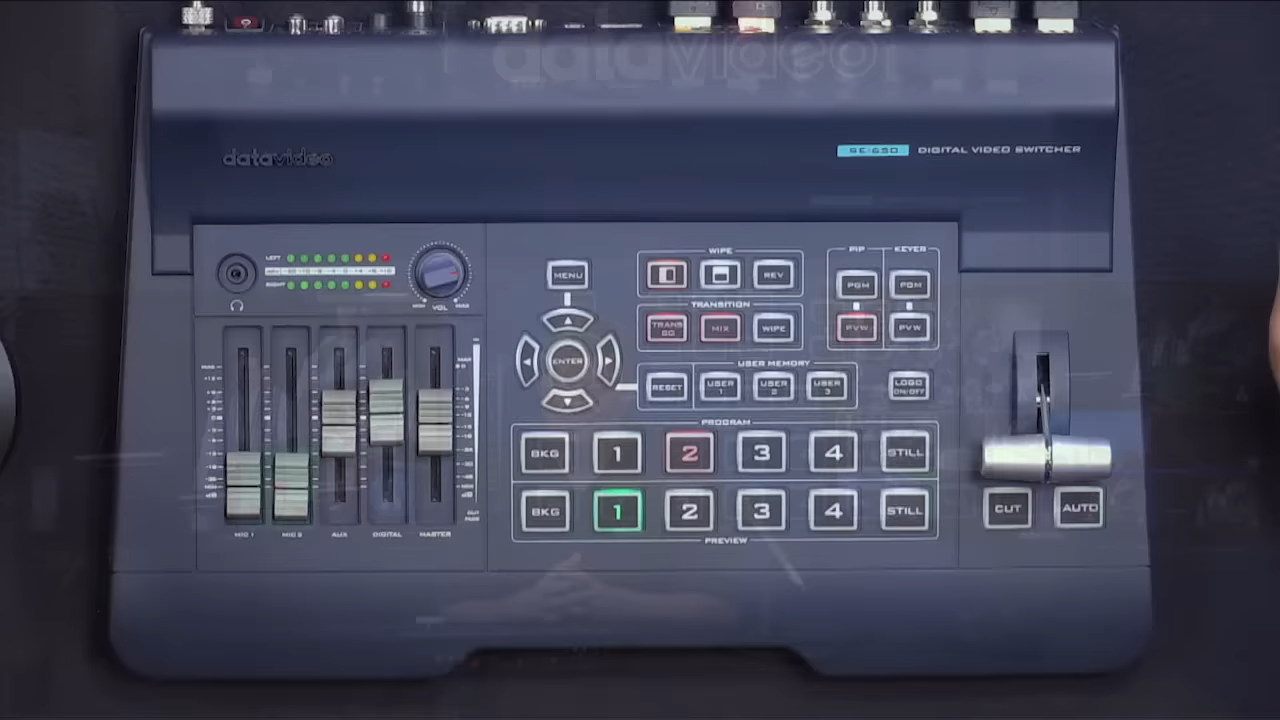 datavideo
datavideo
SE-650 DIGITAL VIDEO SWITCHER
LEFT
RIGHT
VOL
MENU
ENTER
WIPE
REV
TRANSITION
TRANS
MIX
WIPE
USER MEMORY
RESET
USER 1
USER 2
USER 3
PIP
KEYER
PGM
PGM
PVW
PVW
LOGO
ON/OFF
PROGRAM
BKG 1 2 3 4 STILL
BKG 1 2 3 4 STILL
PREVIEW
CUT
AUTO
MIC 1
MIC 2
AUX
DIGITAL
MASTER